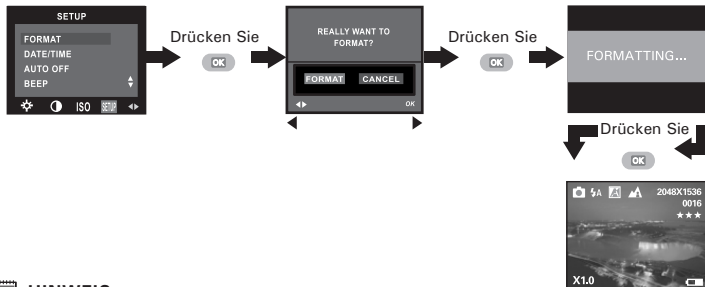 SETUP
FORMAT
DATE/TIME
AUTO OFF
BEEP
ISO
SETUP
Drücken Sie
OK
REALLY WANT TO
FORMAT?
FORMAT CANCEL
OK
Drücken Sie
OK
FORMATTING...
Drücken Sie
OK
A 2048X1536
0016
X1.0
HINWEIS